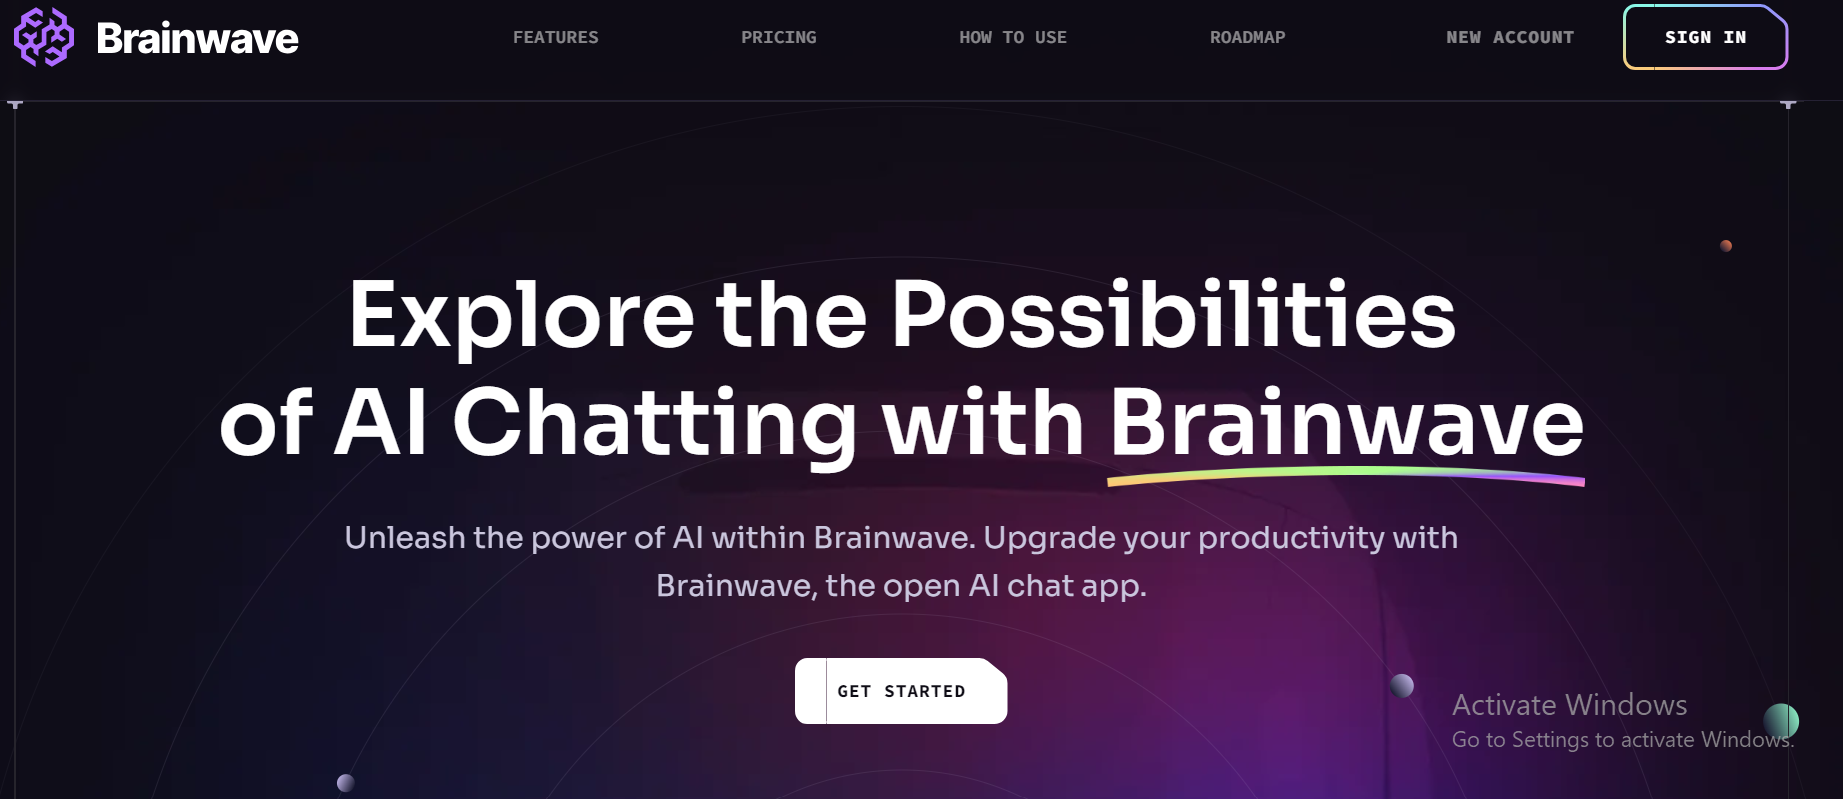 Brainwave
FEATURES
PRICING
HOW TO USE
ROADMAP
NEW ACCOUNT
SIGN IN
Explore the Possibilities
of AI Chatting with Brainwave
Unleash the power of AI within Brainwave. Upgrade your productivity with
Brainwave, the open AI chat app.
GET STARTED
Activate Windows
Go to Settings to activate Windows.